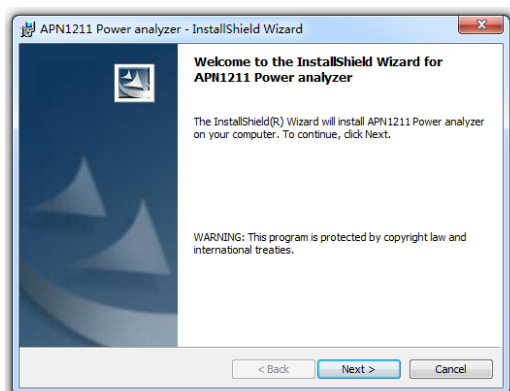 APN1211 Power analyzer - InstallShield Wizard
Welcome to the InstallShield Wizard for
APN1211 Power analyzer
The InstallShield(R) Wizard will install APN1211 Power analyzer
on your computer. To continue, click Next.
WARNING: This program is protected by copyright law and
international treaties.
< Back Next > Cancel